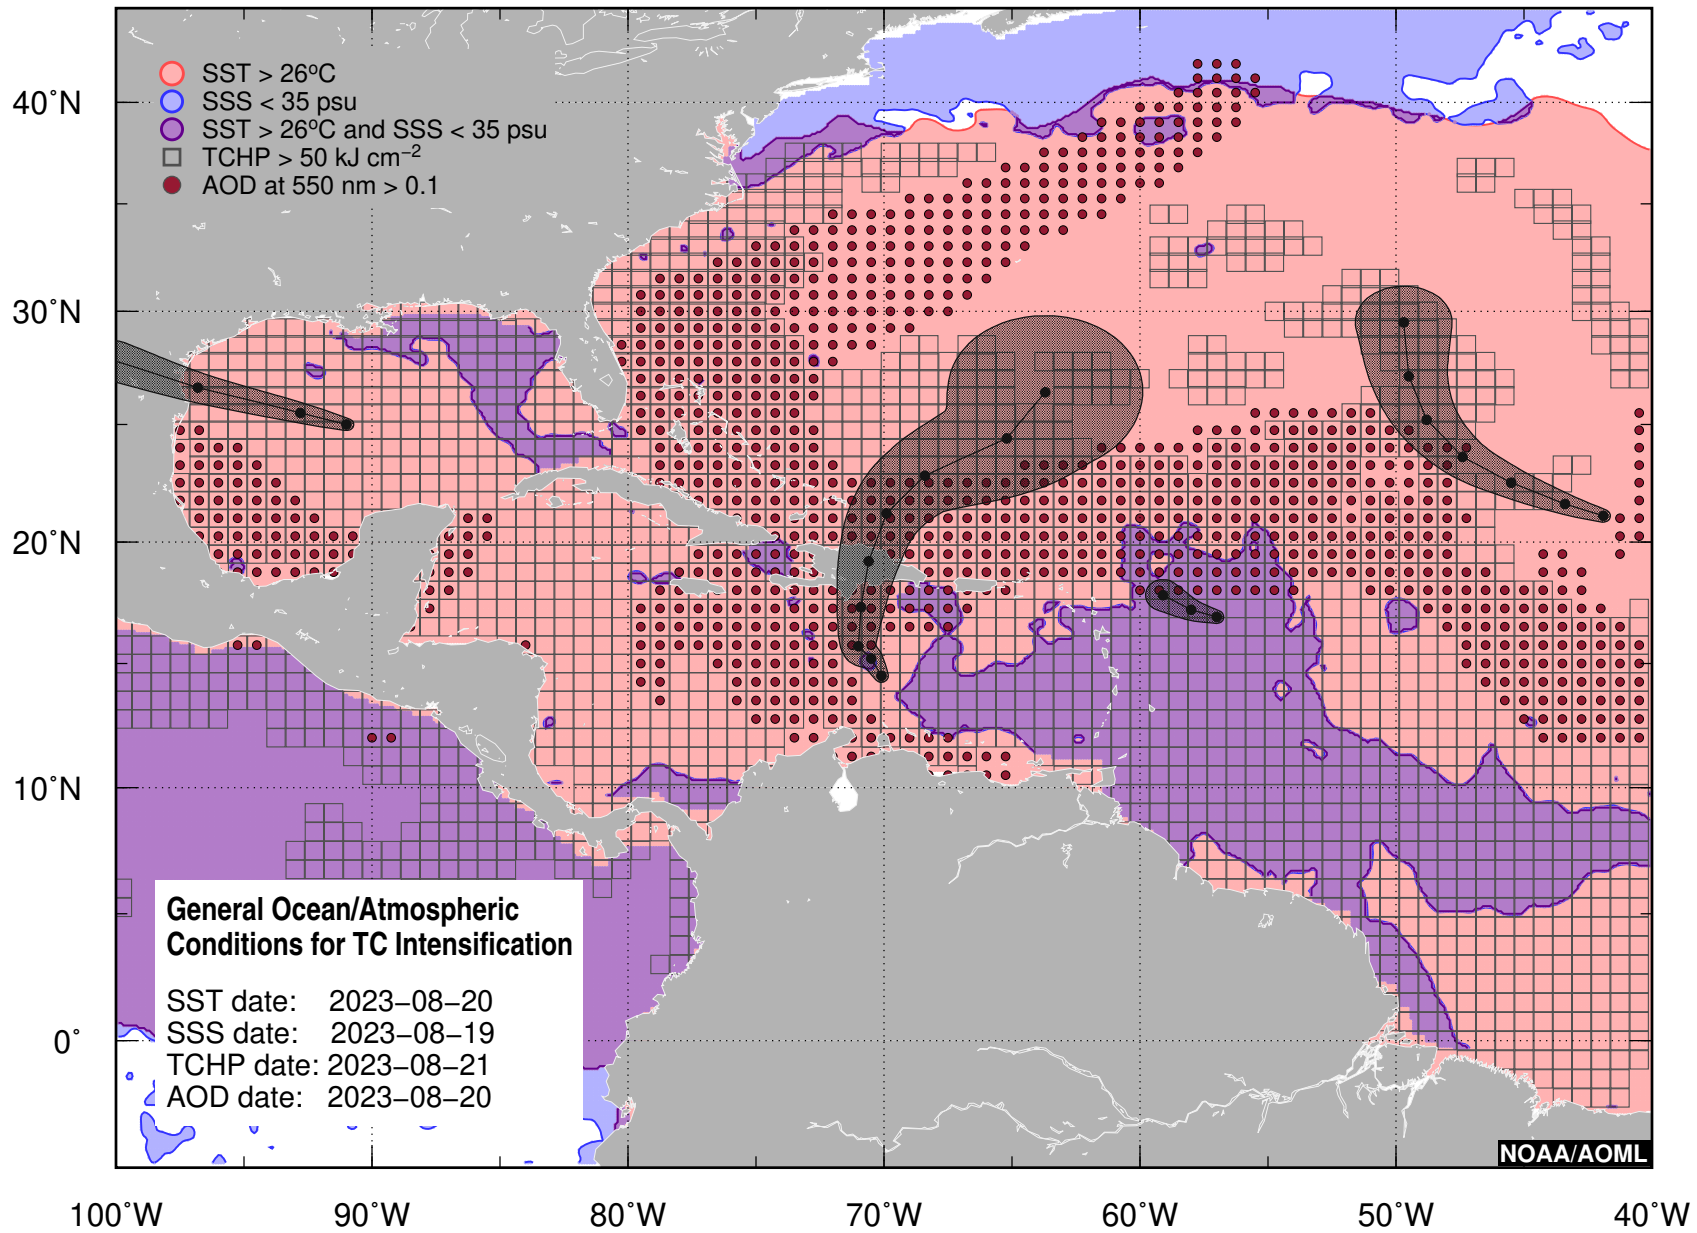 40°N
30°N
20°N
10°N
0°
SST > 26°C
SSS < 35 psu
SST > 26°C and SSS < 35 psu
TCHP > 50 kJ cm⁻²
AOD at 550 nm > 0.1
General Ocean/Atmospheric
Conditions for TC Intensification
SST date: 2023−08−20
SSS date: 2023−08−19
TCHP date: 2023−08−21
AOD date: 2023−08−20
NOAA/AOML
100°W 90°W 80°W 70°W 60°W 50°W 40°W